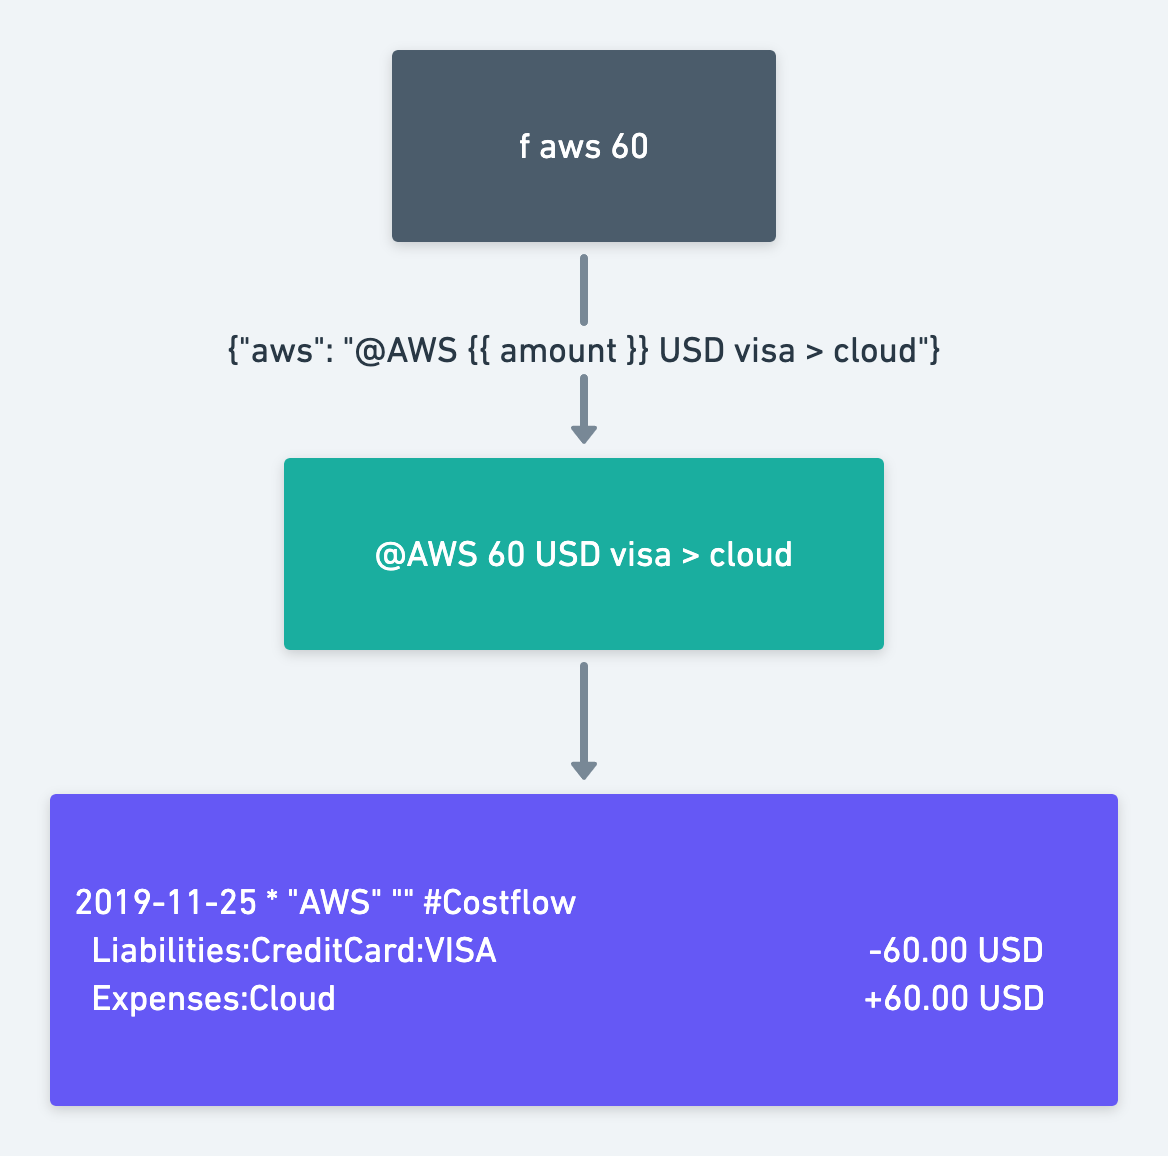 f aws 60
{"aws": "@AWS {{ amount }} USD visa > cloud"}
@AWS 60 USD visa > cloud
2019-11-25 * "AWS" "" #Costflow
Liabilities:CreditCard:VISA -60.00 USD
Expenses:Cloud +60.00 USD